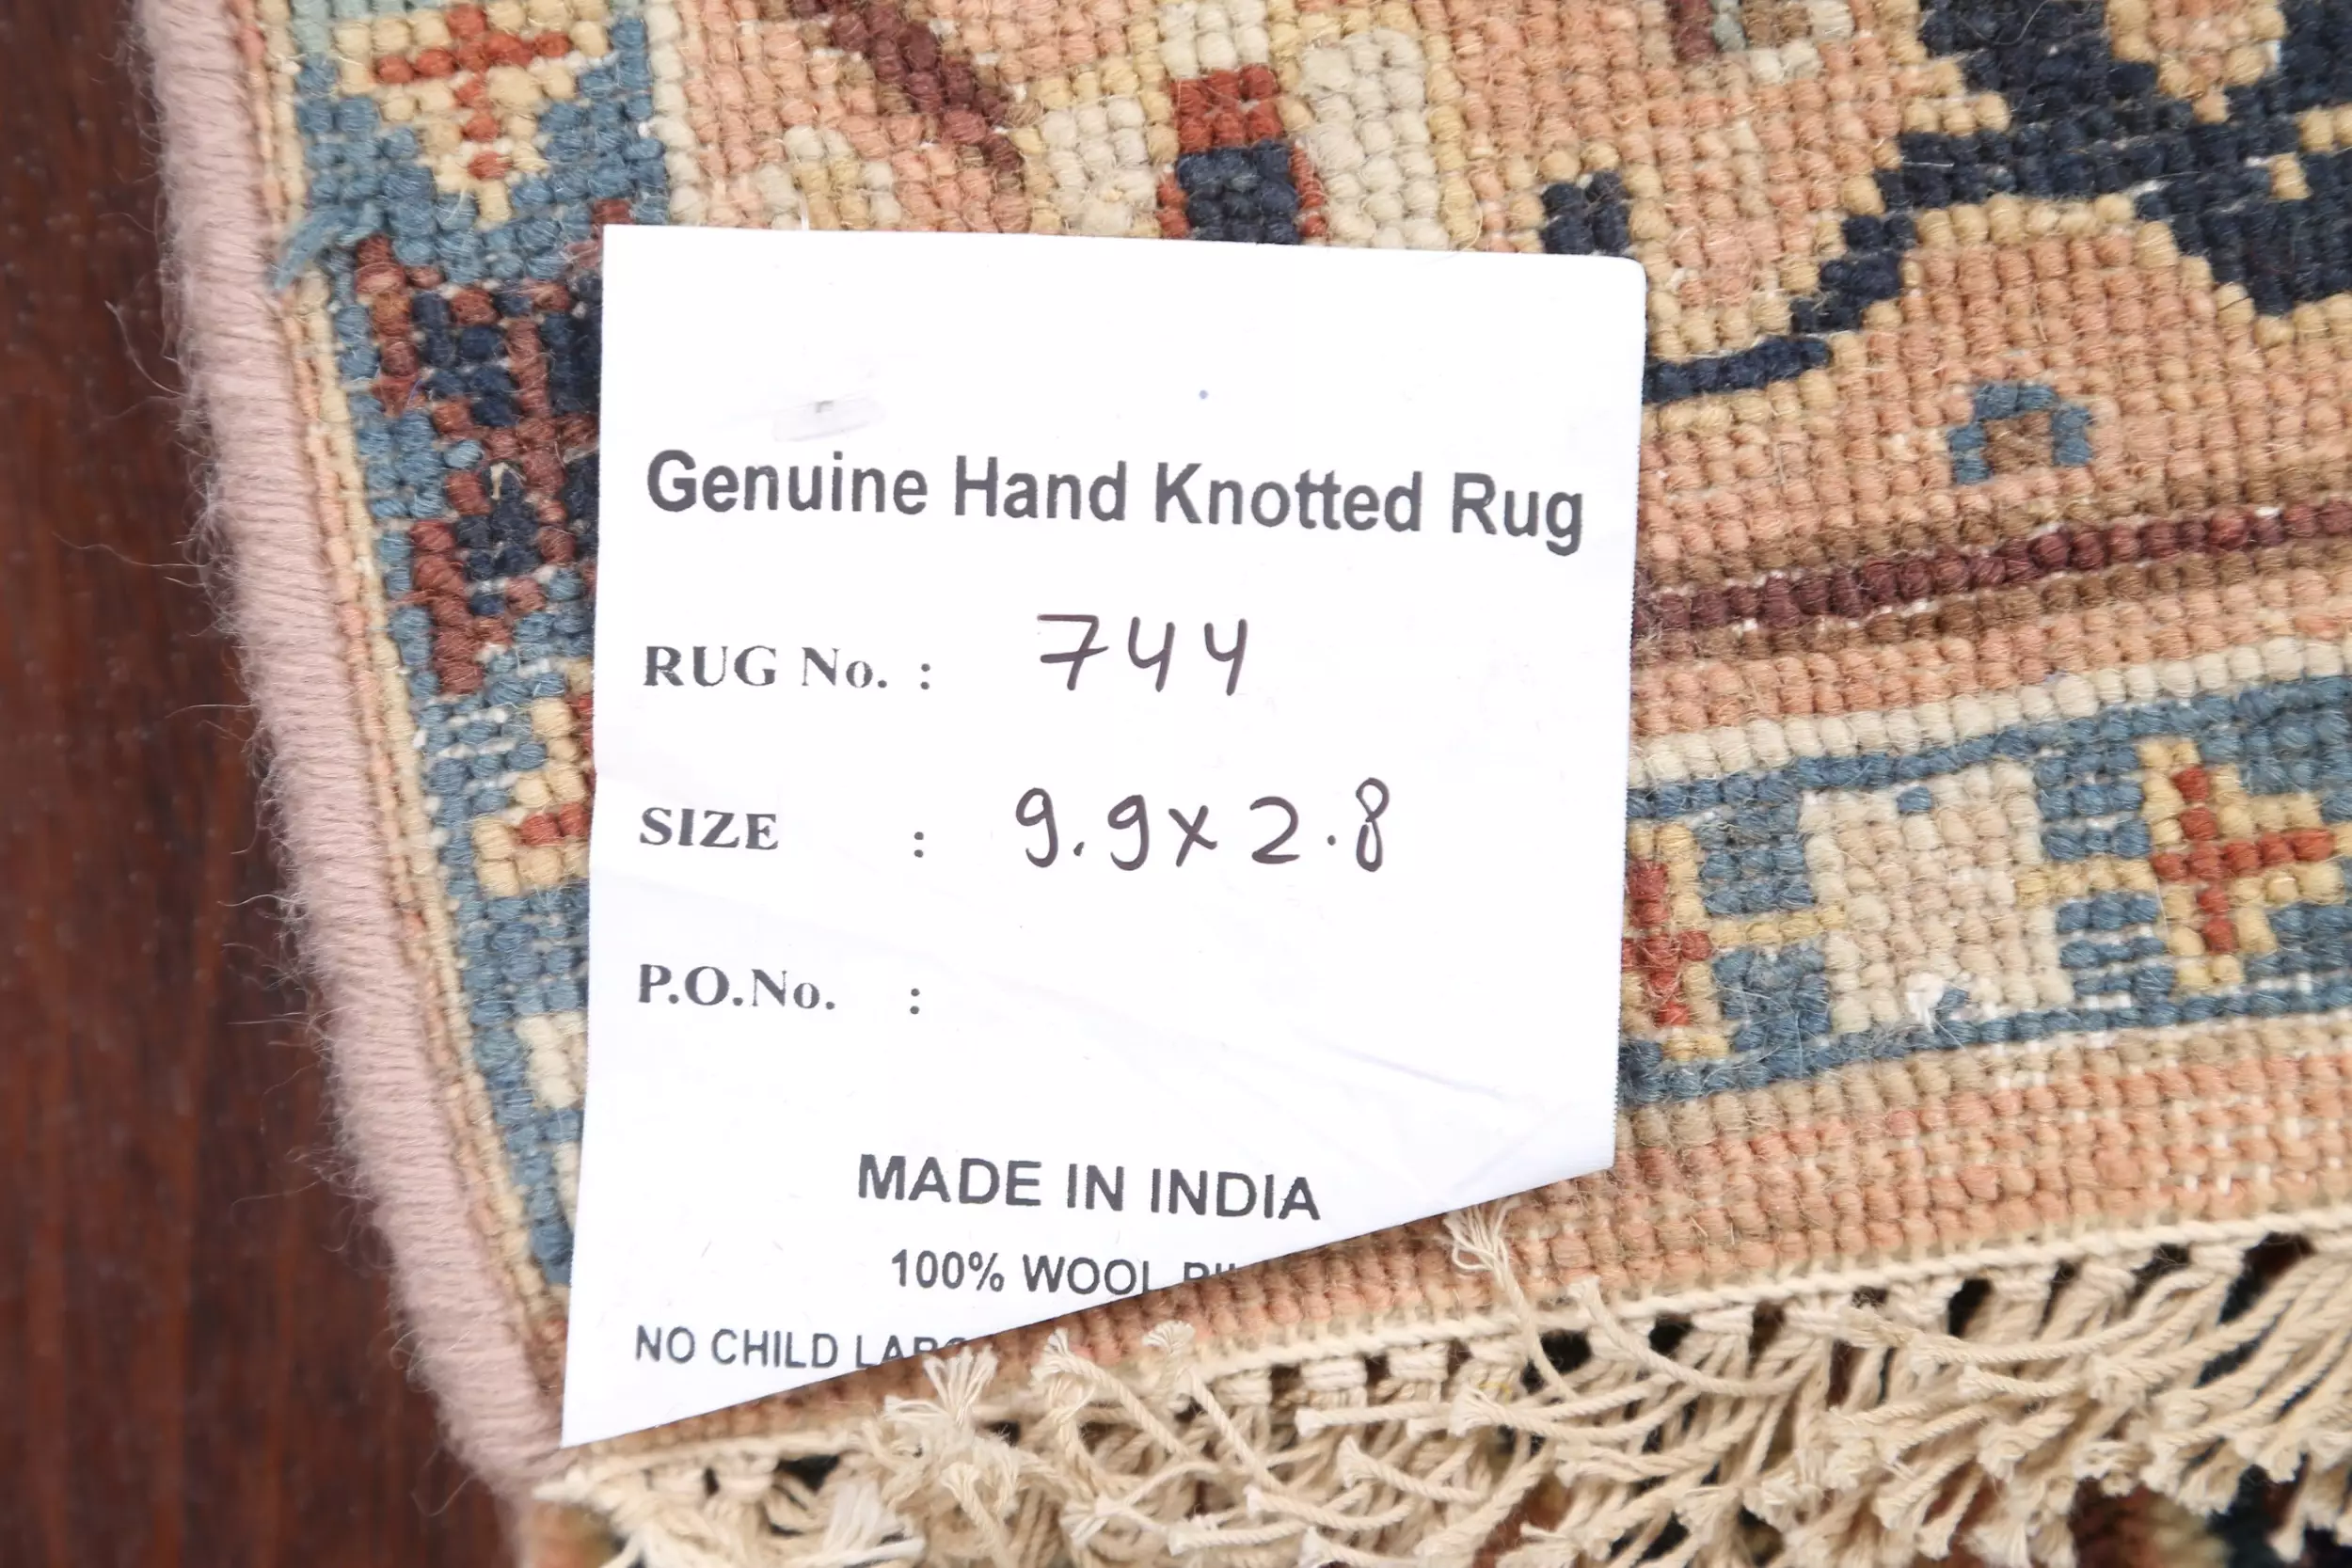 Genuine Hand Knotted Rug
RUG No. : 744
SIZE : 9.9x2.8
P.O.No. :
MADE IN INDIA
100% WOOL
NO CHILD